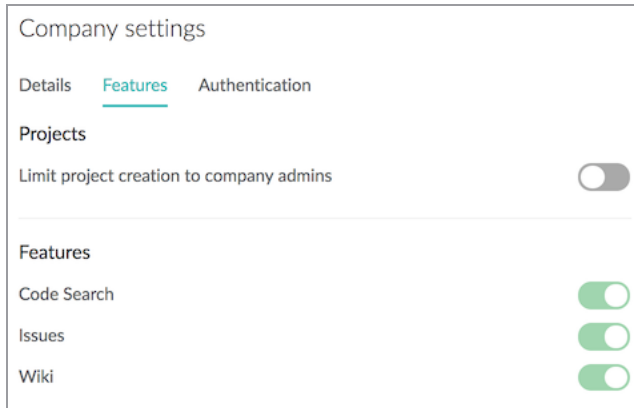 Company settings
Details Features Authentication
Projects
Limit project creation to company admins
Features
Code Search
Issues
Wiki